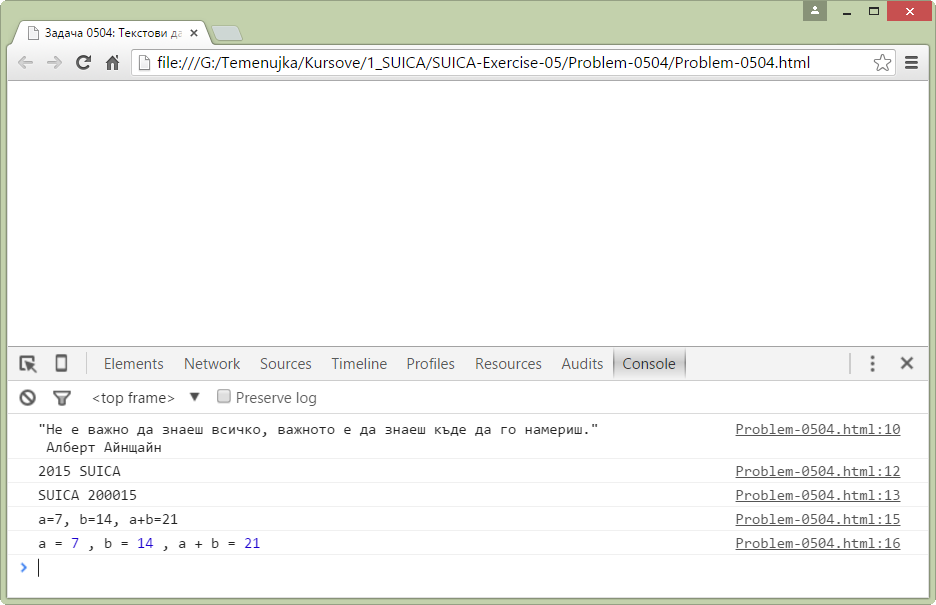 Задача 0504: Текстови да
file:///G:/Temenujka/Kursove/1_SUICA/SUICA-Exercise-05/Problem-0504/Problem-0504.html
Elements Network Sources Timeline Profiles Resources Audits Console
<top frame> ▼ Preserve log
"Не е важно да знаеш всичко, важното е да знаеш къде да го намериш." Problem-0504.html:10
Алберт Айнщайн
2015 SUICA Problem-0504.html:12
SUICA 200015 Problem-0504.html:13
a=7, b=14, a+b=21 Problem-0504.html:15
a = 7 , b = 14 , a + b = 21 Problem-0504.html:16